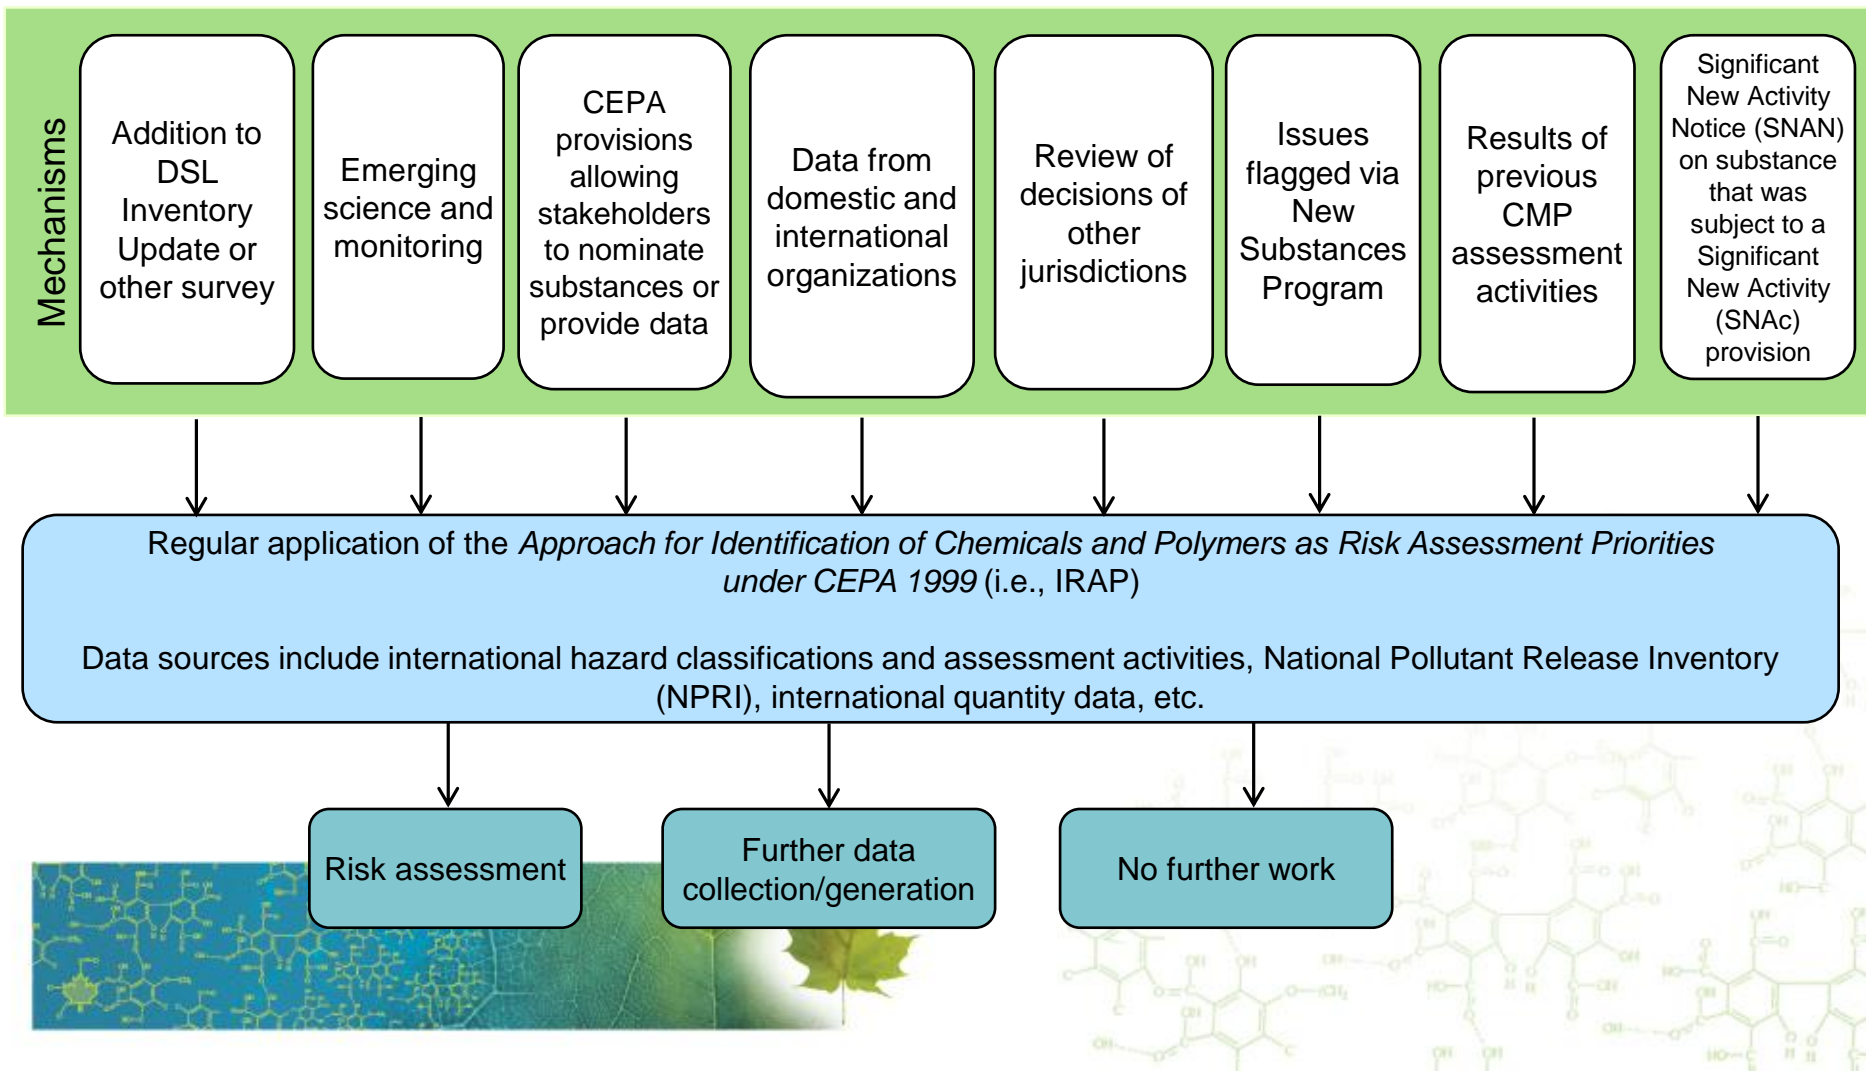 Mechanisms
Addition to
DSL
Inventory
Update or
other survey
Emerging
science and
monitoring
CEPA
provisions
allowing
stakeholders
to nominate
substances or
provide data
Data from
domestic and
international
organizations
Review of
decisions of
other
jurisdictions
Issues
flagged via
New
Substances
Program
Results of
previous
CMP
assessment
activities
Significant
New Activity
Notice (SNAN)
on substance
that was
subject to a
Significant
New Activity
(SNAc)
provision
Regular application of the Approach for Identification of Chemicals and Polymers as Risk Assessment Priorities
under CEPA 1999 (i.e., IRAP)
Data sources include international hazard classifications and assessment activities, National Pollutant Release Inventory
(NPRI), international quantity data, etc.
Risk assessment
Further data
collection/generation
No further work